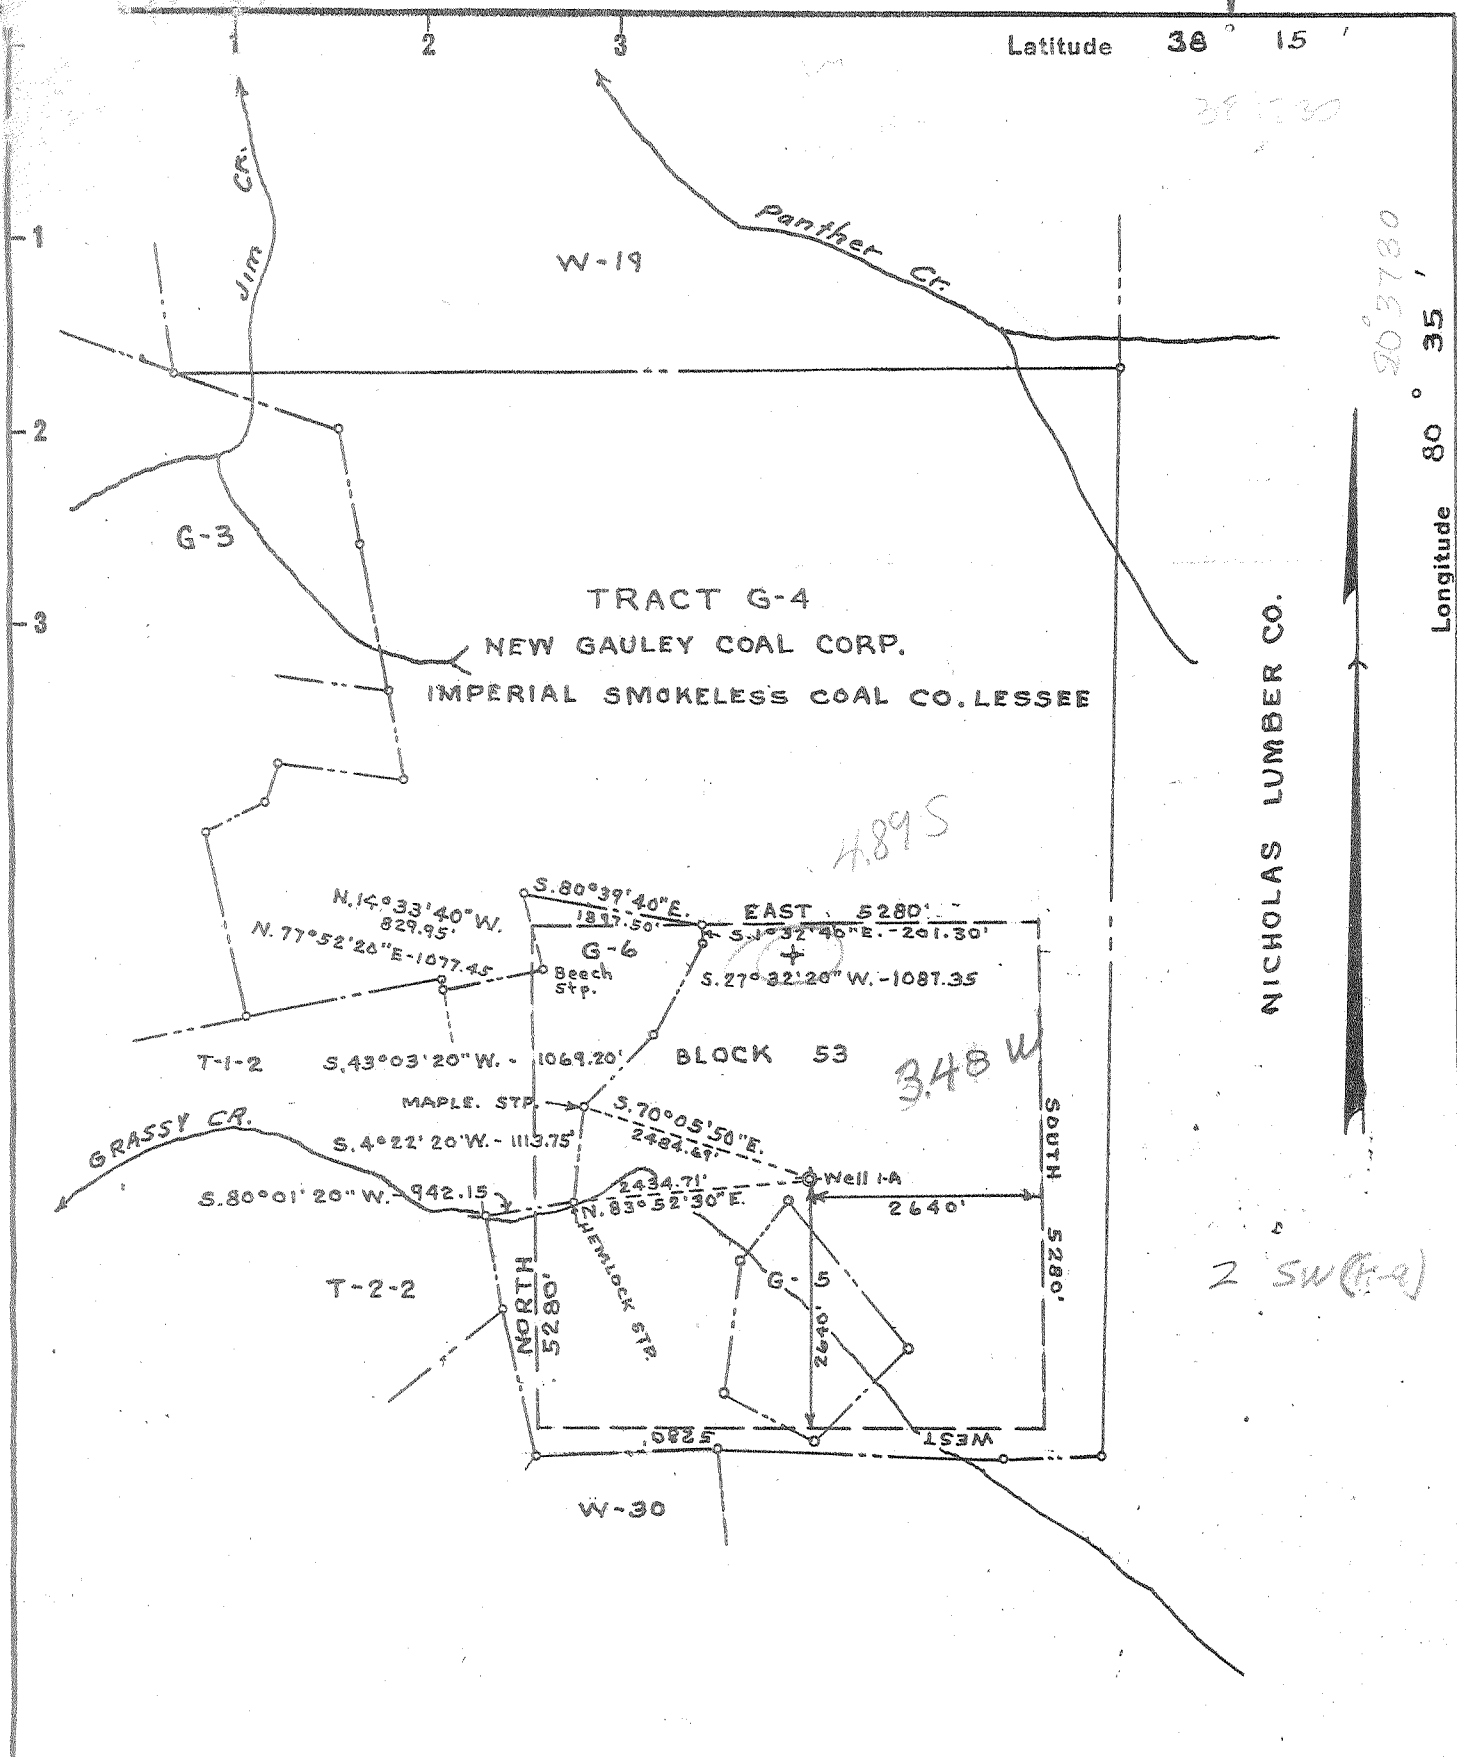 1
2
3
Latitude 38° 15'
80° 37 30
Longitude 80° 35'
1
2
3
JIM CR.
Panther Cr.
W-19
G-3
TRACT G-4
NEW GAULEY COAL CORP.
IMPERIAL SMOKELESS COAL CO. LESSEE
NICHOLAS LUMBER CO.
4.89 S
N.14°33'40"W.
829.95'
S.80°39'40"E.
1897.50'
EAST 5280'
S.1°32'40"E.-201.30'
N.77°52'20"E-1077.45
G-6
Beech
Stp.
S.27°32'20"W.-1087.35
T-1-2
S.43°03'20"W.- 1069.20'
BLOCK 53
3.48 W
MAPLE. STP.
S.70°05'50"E.
2484.69'
GRASSY CR.
S.4°22'20"W.-1113.75'
Well 1-A
S.80°01'20"W.-942.15
2434.71'
N.83°52'30"E.
2640'
SOUTH 5280'
HEMLOCK STP.
T-2-2
NORTH
5280'
G-5
2640'
2 SW
5280'
WEST
W-30